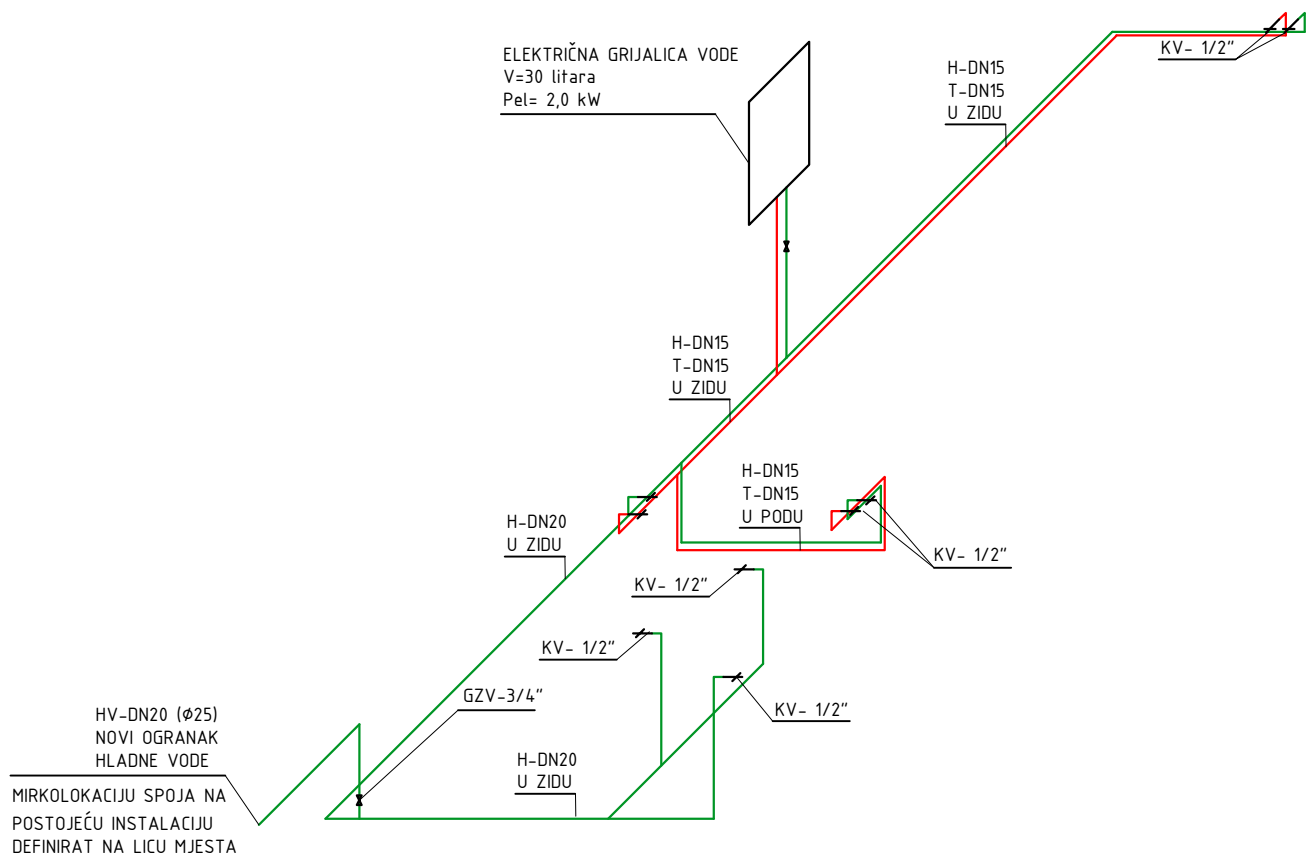 KV- 1/2"
ELEKTRIČNA GRIJALICA VODE
V=30 litara
Pel= 2,0 kW
H-DN15
T-DN15
U ZIDU
H-DN15
T-DN15
U ZIDU
H-DN15
T-DN15
U PODU
H-DN20
U ZIDU
KV- 1/2"
KV- 1/2"
KV- 1/2"
GZV-3/4"
KV- 1/2"
HV-DN20 (ø25)
NOVI OGRANAK
HLADNE VODE
MIRKOLOKACIJU SPOJA NA
POSTOJEĆU INSTALACIJU
DEFINIRAT NA LICU MJESTA
H-DN20
U ZIDU